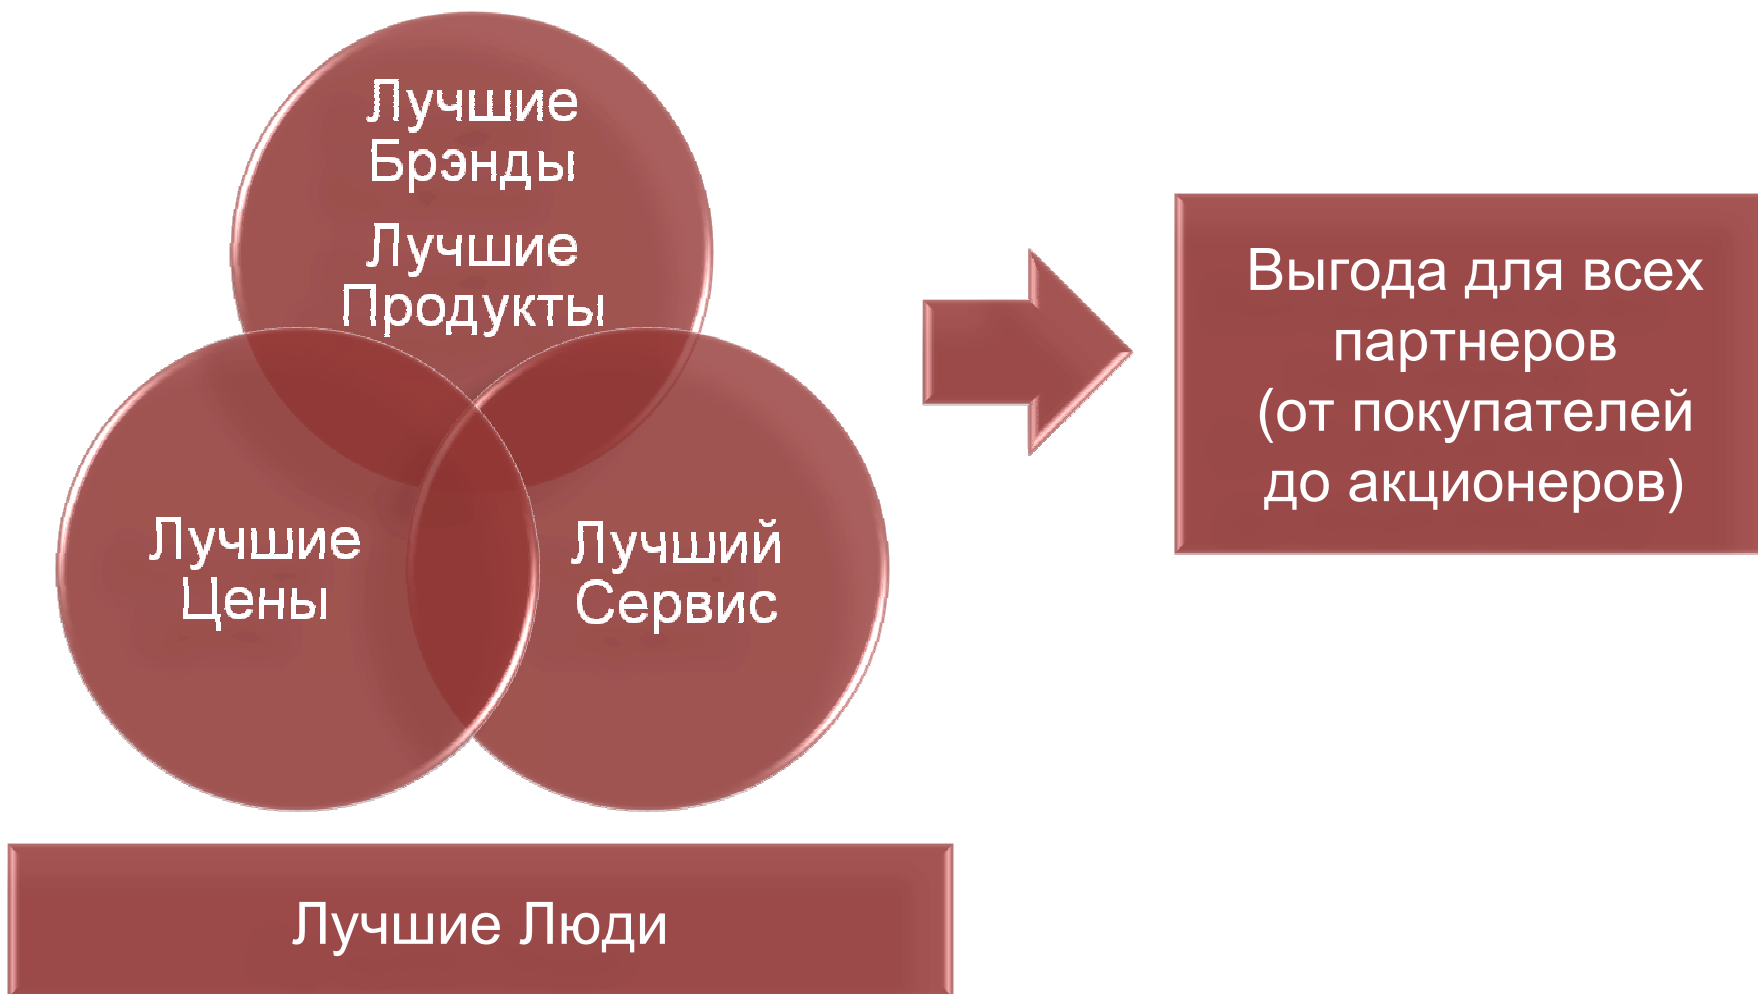 Лучшие
Брэнды
Лучшие
Продукты
Лучшие
Цены
Лучший
Сервис
Лучшие Люди
Выгода для всех
партнеров
(от покупателей
до акционеров)